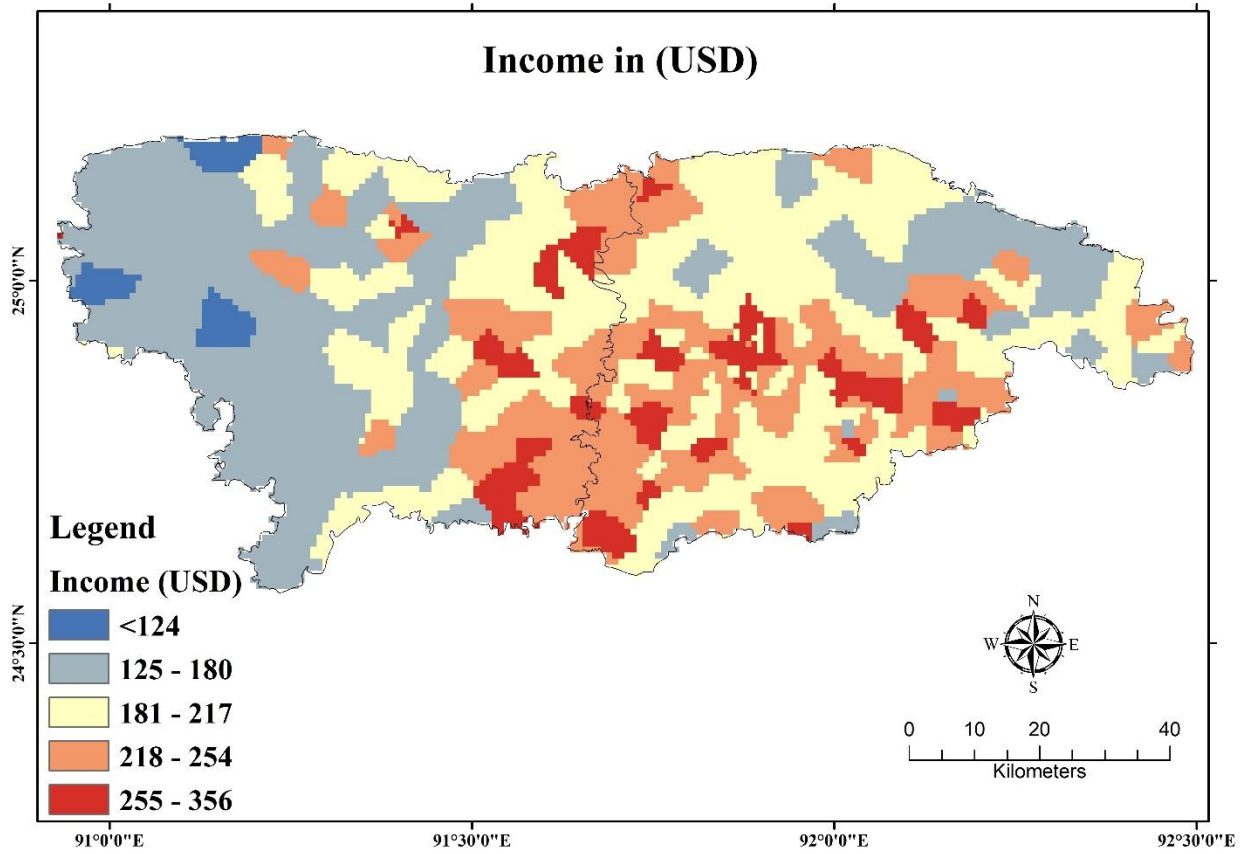 Income in (USD)
25°0'0"N
24°30'0"N
Legend
Income (USD)
<124
125 - 180
181 - 217
218 - 254
255 - 356
N
W E
S
0 10 20 40
Kilometers
91°0'0"E 91°30'0"E 92°0'0"E 92°30'0"E